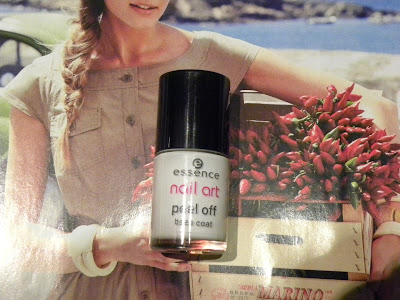 essence
nail art
peel off
base coat
MARINO